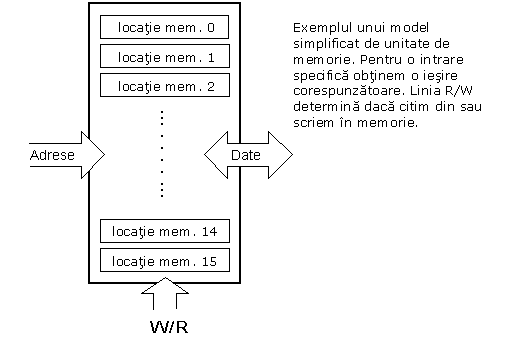 locaţie mem. 0
locaţie mem. 1
locaţie mem. 2
Adrese
Date
locaţie mem. 14
locaţie mem. 15
W/R
Exemplul unui model
simplificat de unitate de
memorie. Pentru o intrare
specifică obţinem o ieşire
corespunzătoare. Linia R/W
determină dacă citim din sau
scriem în memorie.